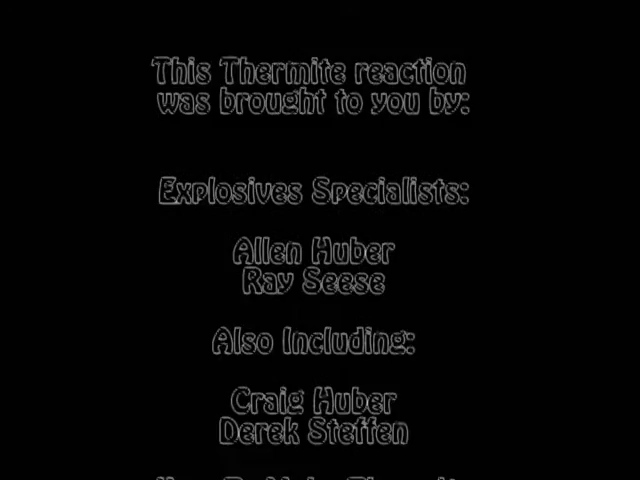 This Thermite reaction
was brought to you by:
Explosives Specialists:
Allen Huber
Ray Seese
Also Including:
Craig Huber
Derek Steffen